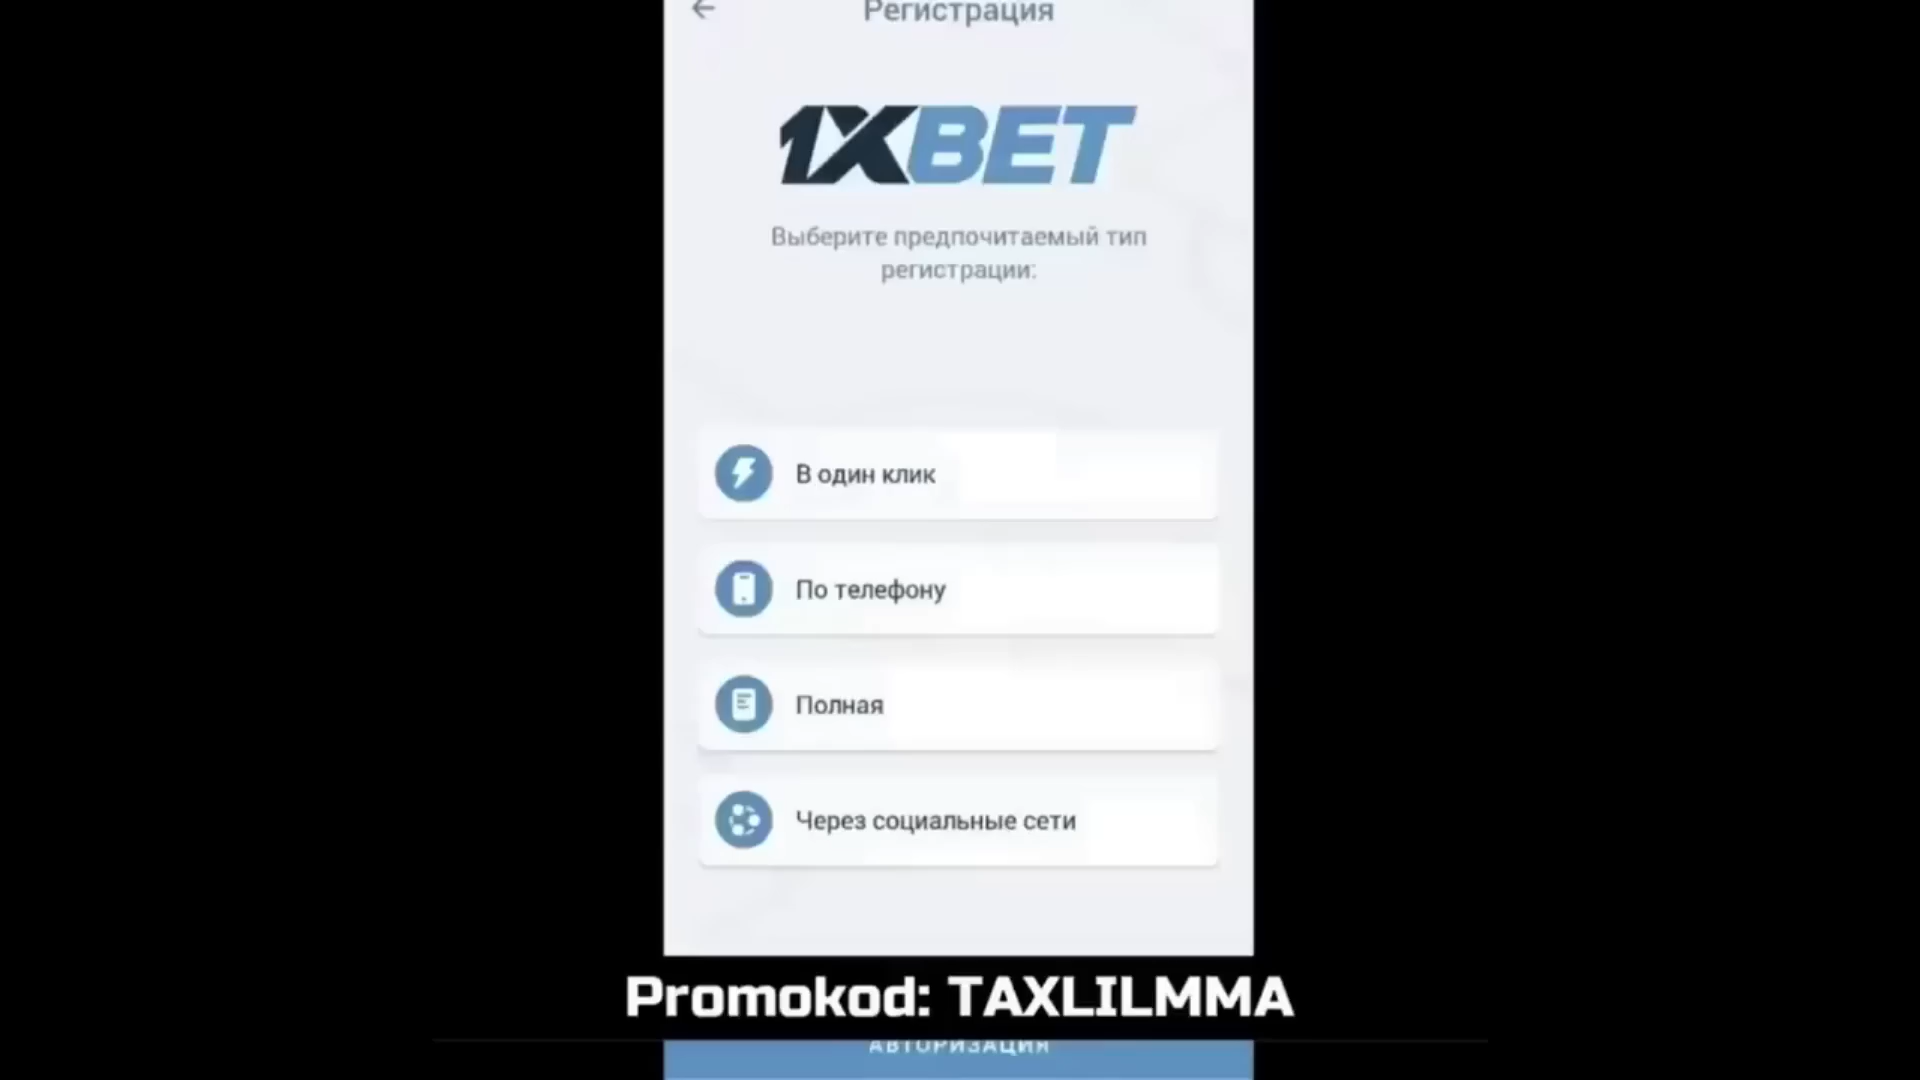 Регистрация
1XBET
Выберите предпочитаемый тип
регистрации:
В один клик
По телефону
Полная
Через социальные сети
Promokod: TAXLILMMA
АВТОРИЗАЦИЯ